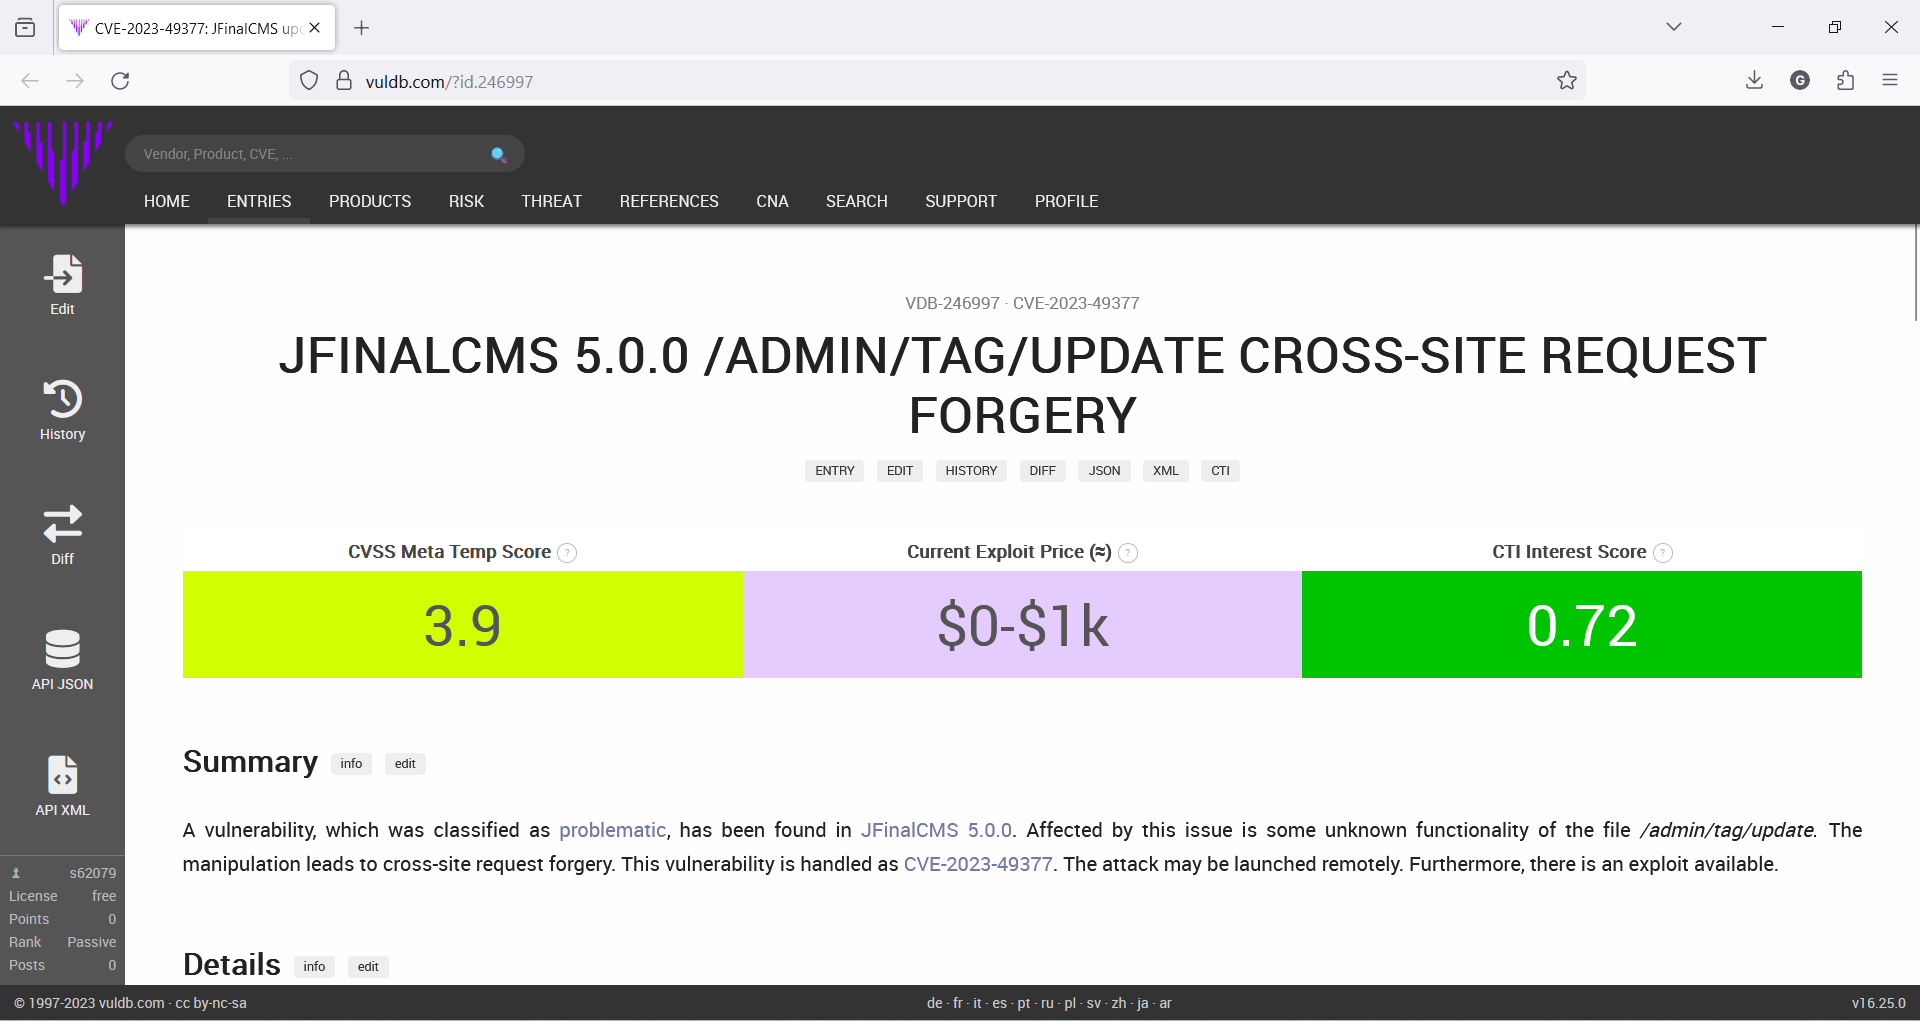 CVE-2023-49377: JFinalCMS upd
vuldb.com/?id.246997
G
Vendor, Product, CVE, ...
HOME ENTRIES PRODUCTS RISK THREAT REFERENCES CNA SEARCH SUPPORT PROFILE
Edit
History
Diff
API JSON
API XML
s62079
License free
Points 0
Rank Passive
Posts 0
VDB-246997 · CVE-2023-49377
JFINALCMS 5.0.0 /ADMIN/TAG/UPDATE CROSS-SITE REQUEST
FORGERY
ENTRY EDIT HISTORY DIFF JSON XML CTI
CVSS Meta Temp Score ? Current Exploit Price (≈) ? CTI Interest Score ?
3.9 $0-$1k 0.72
Summary info edit
A vulnerability, which was classified as problematic, has been found in JFinalCMS 5.0.0. Affected by this issue is some unknown functionality of the file /admin/tag/update. The
manipulation leads to cross-site request forgery. This vulnerability is handled as CVE-2023-49377. The attack may be launched remotely. Furthermore, there is an exploit available.
Details info edit
© 1997-2023 vuldb.com · cc by-nc-sa
de · fr · it · es · pt · ru · pl · sv · zh · ja · ar
v16.25.0